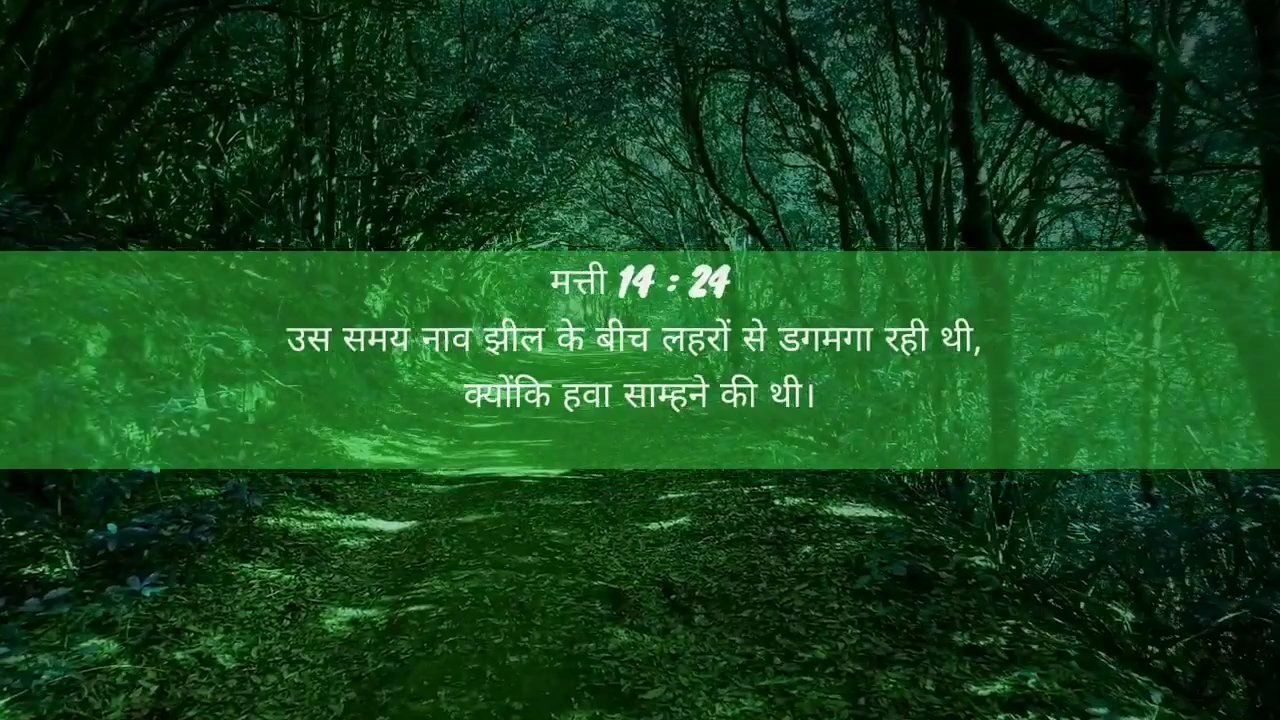 मत्ती 14 : 24
उस समय नाव झील के बीच लहरों से डगमगा रही थी,
क्योंकि हवा साम्हने की थी।